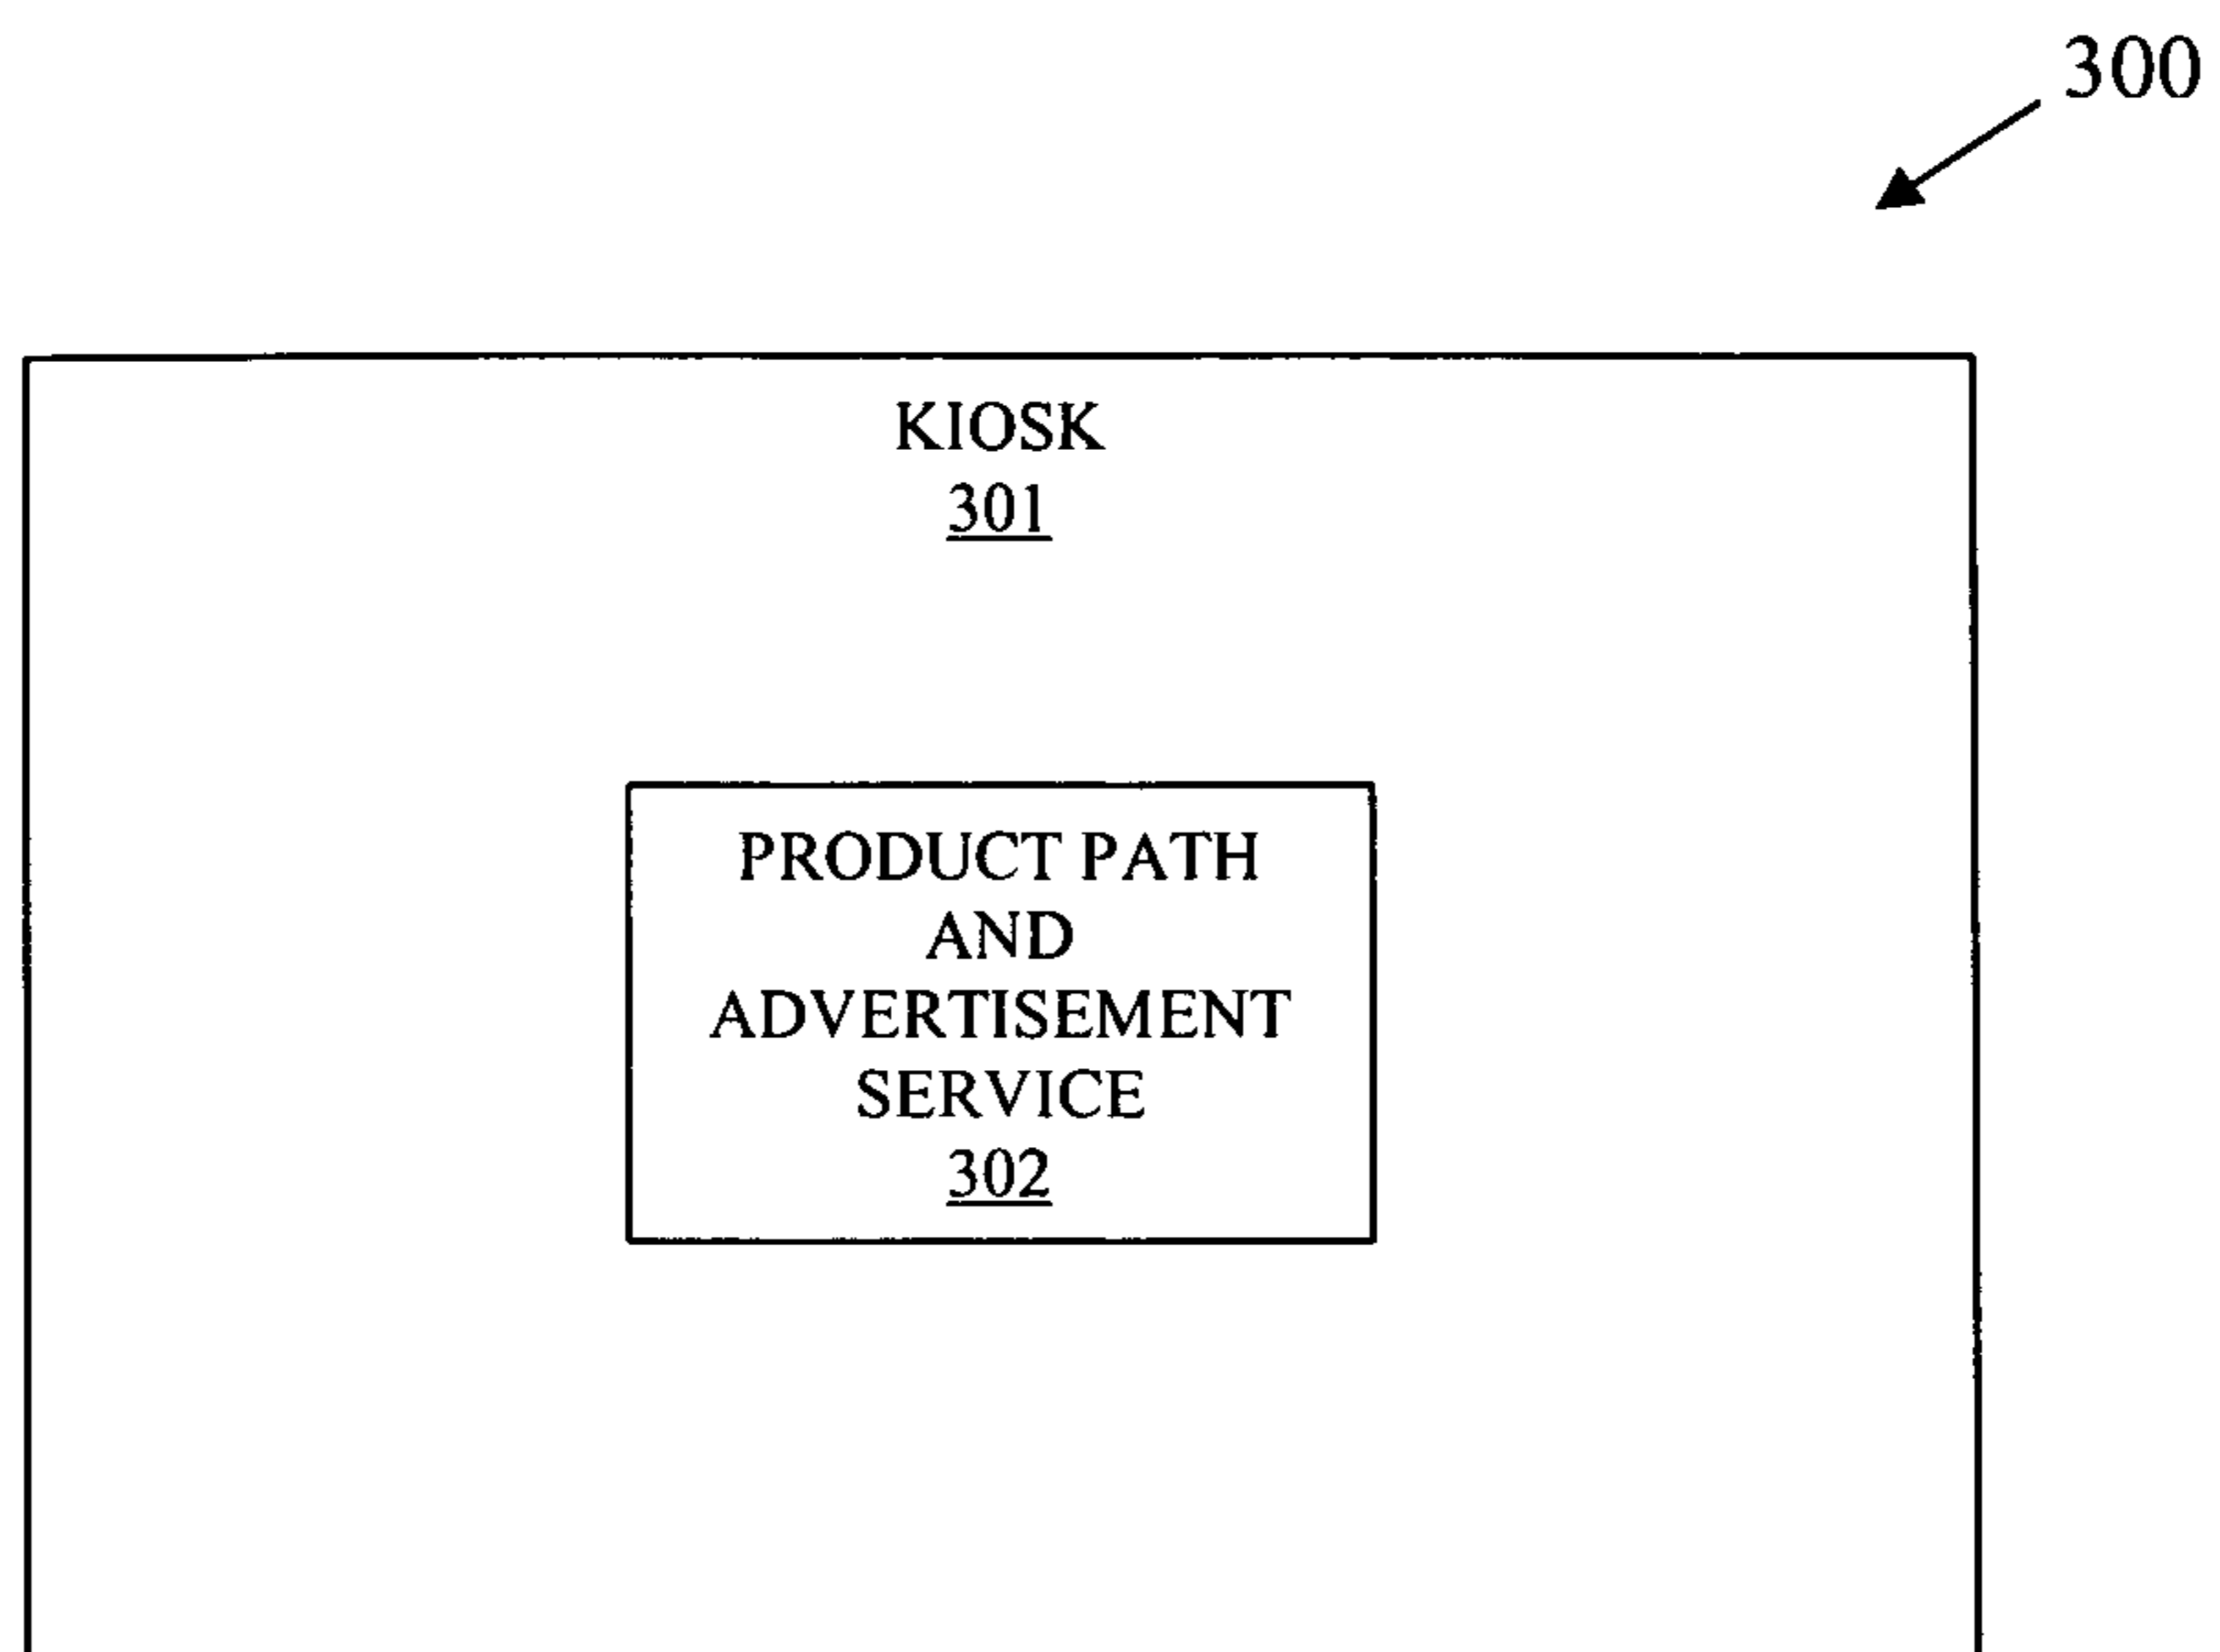 300
KIOSK
301
PRODUCT PATH
AND
ADVERTISEMENT
SERVICE
302